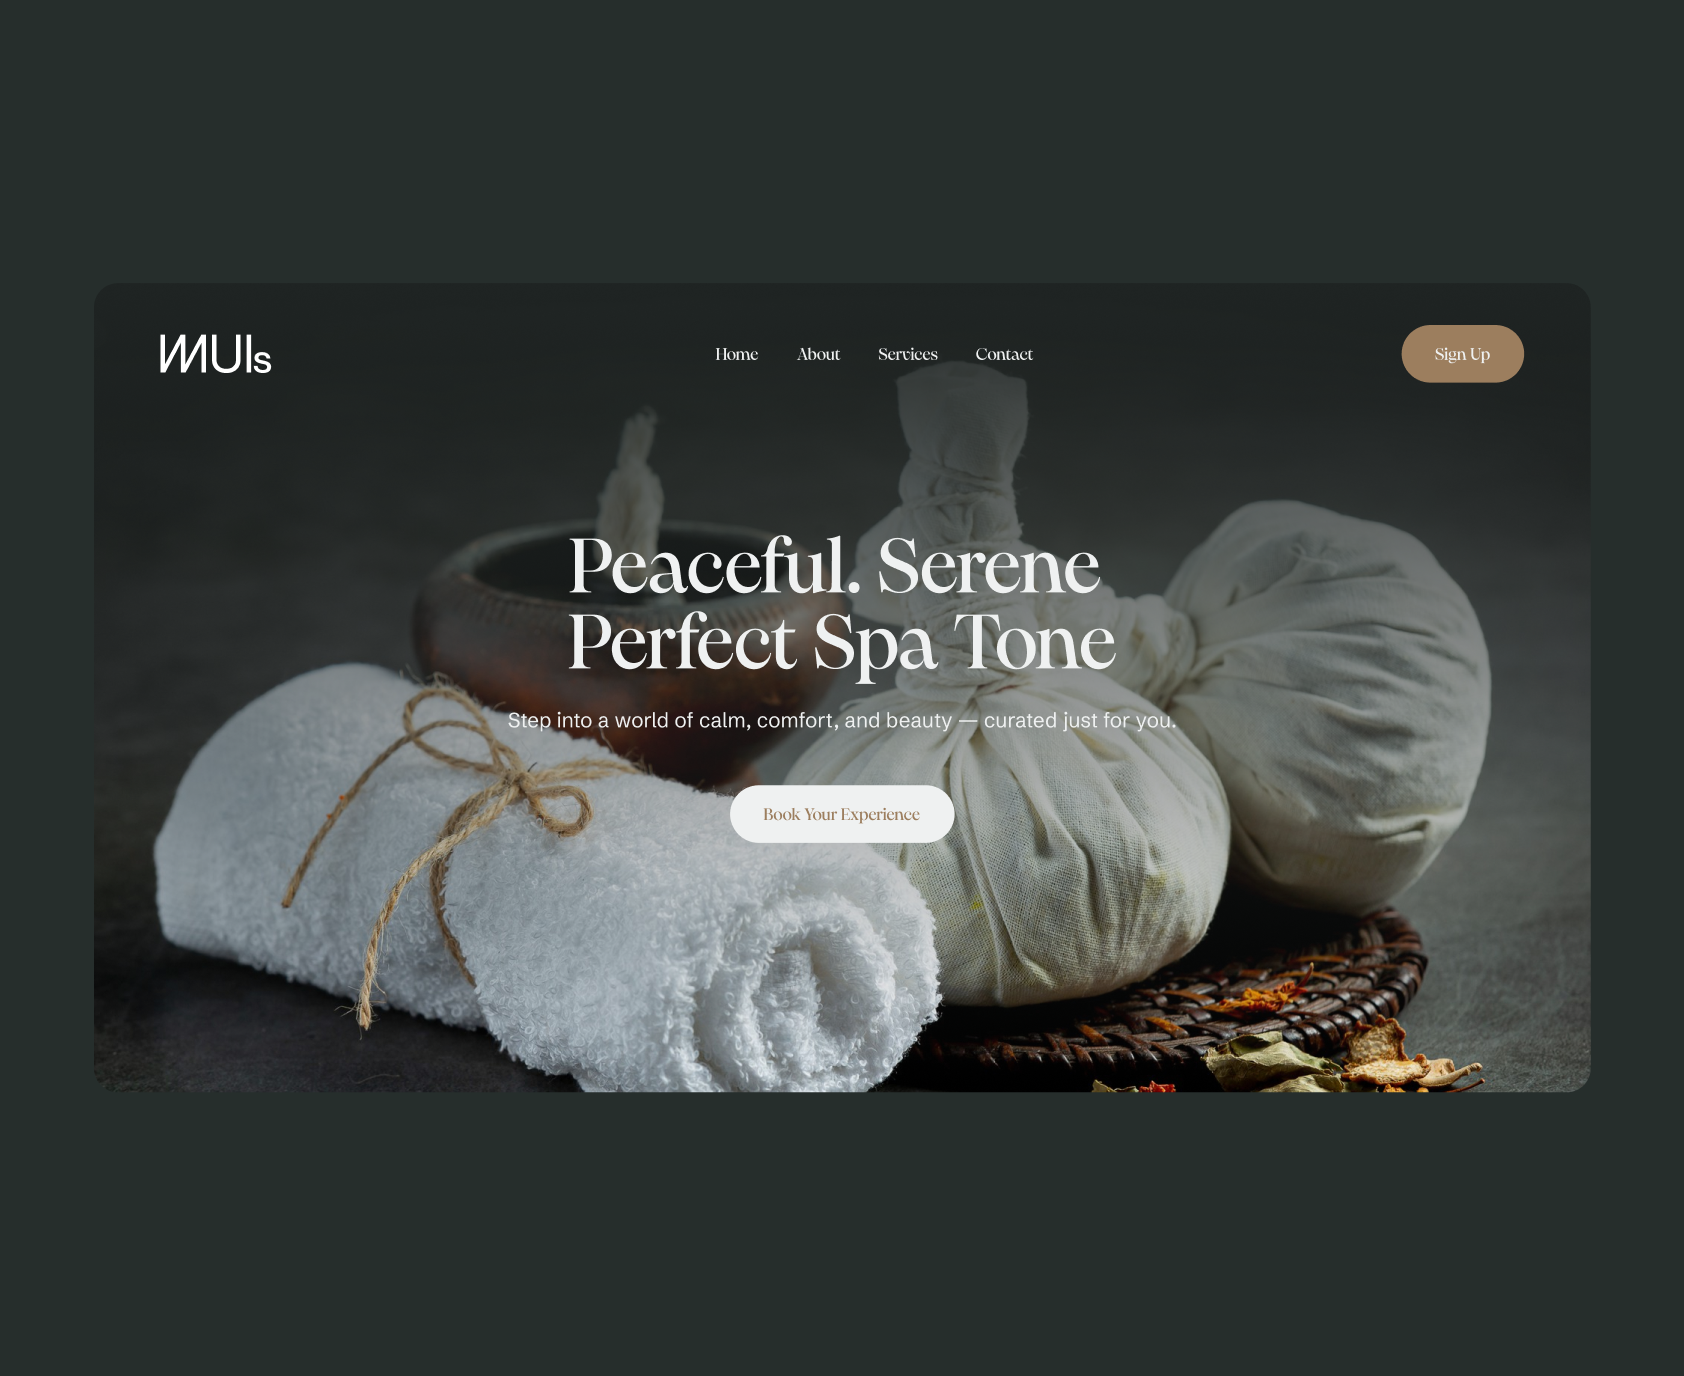 MUIs
Home About Services Contact
Sign Up
Peaceful. Serene
Perfect Spa Tone
Step into a world of calm, comfort, and beauty — curated just for you.
Book Your Experience